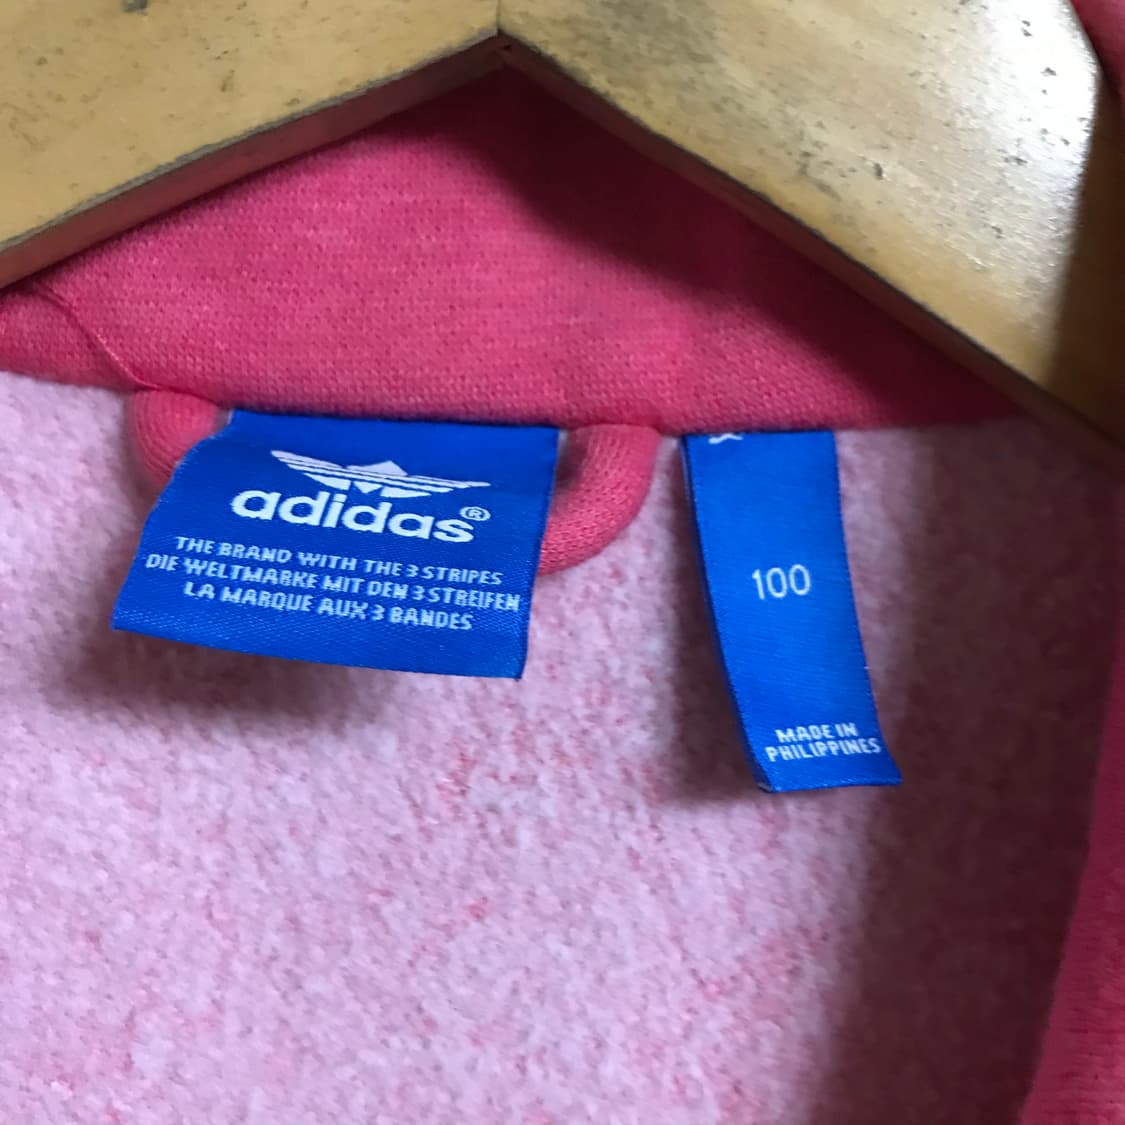 adidas®
THE BRAND WITH THE 3 STRIPES
DIE WELTMARKE MIT DEN 3 STREIFEN
LA MARQUE AUX 3 BANDES
100
MADE IN
PHILIPPINES